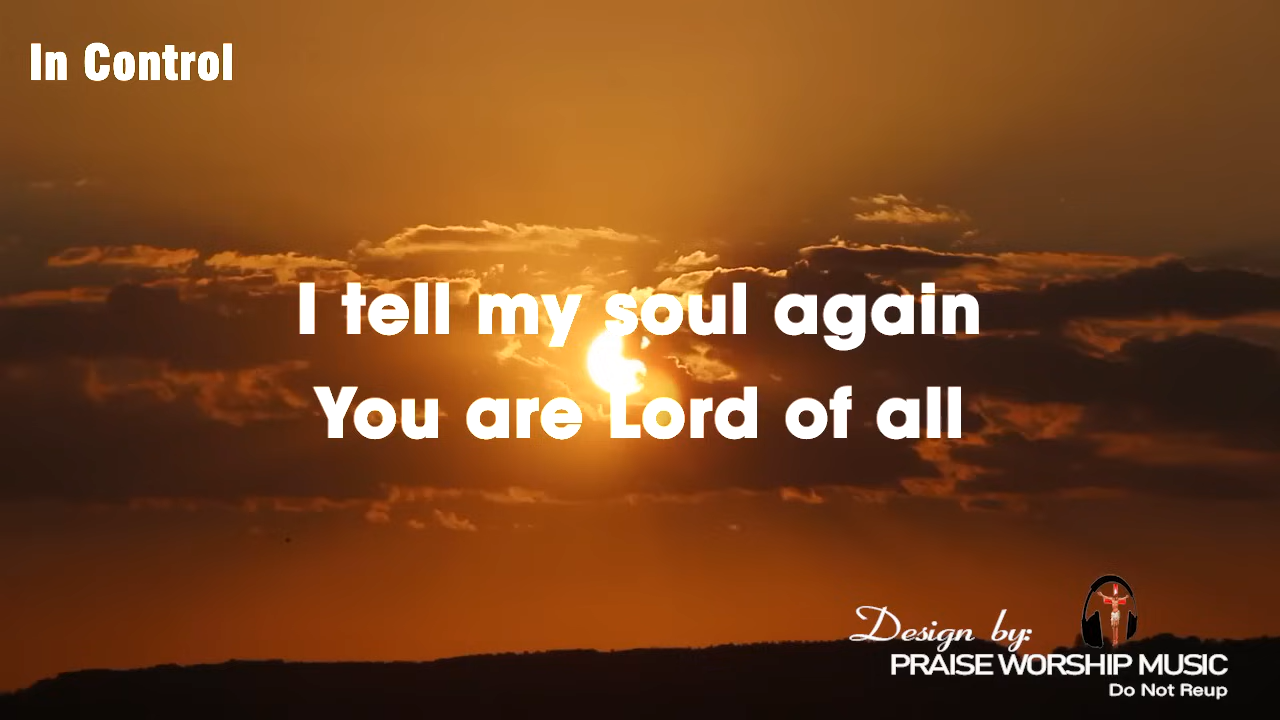 In Control
I tell my soul again
You are Lord of all
Design by:
PRAISE WORSHIP MUSIC
Do Not Reup